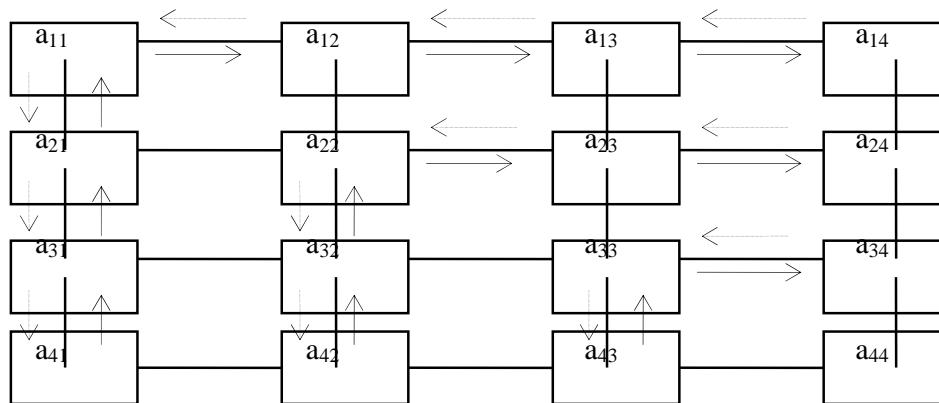 a₁₁ a₁₂ a₁₃ a₁₄
a₂₁ a₂₂ a₂₃ a₂₄
a₃₁ a₃₂ a₃₃ a₃₄
a₄₁ a₄₂ a₄₃ a₄₄